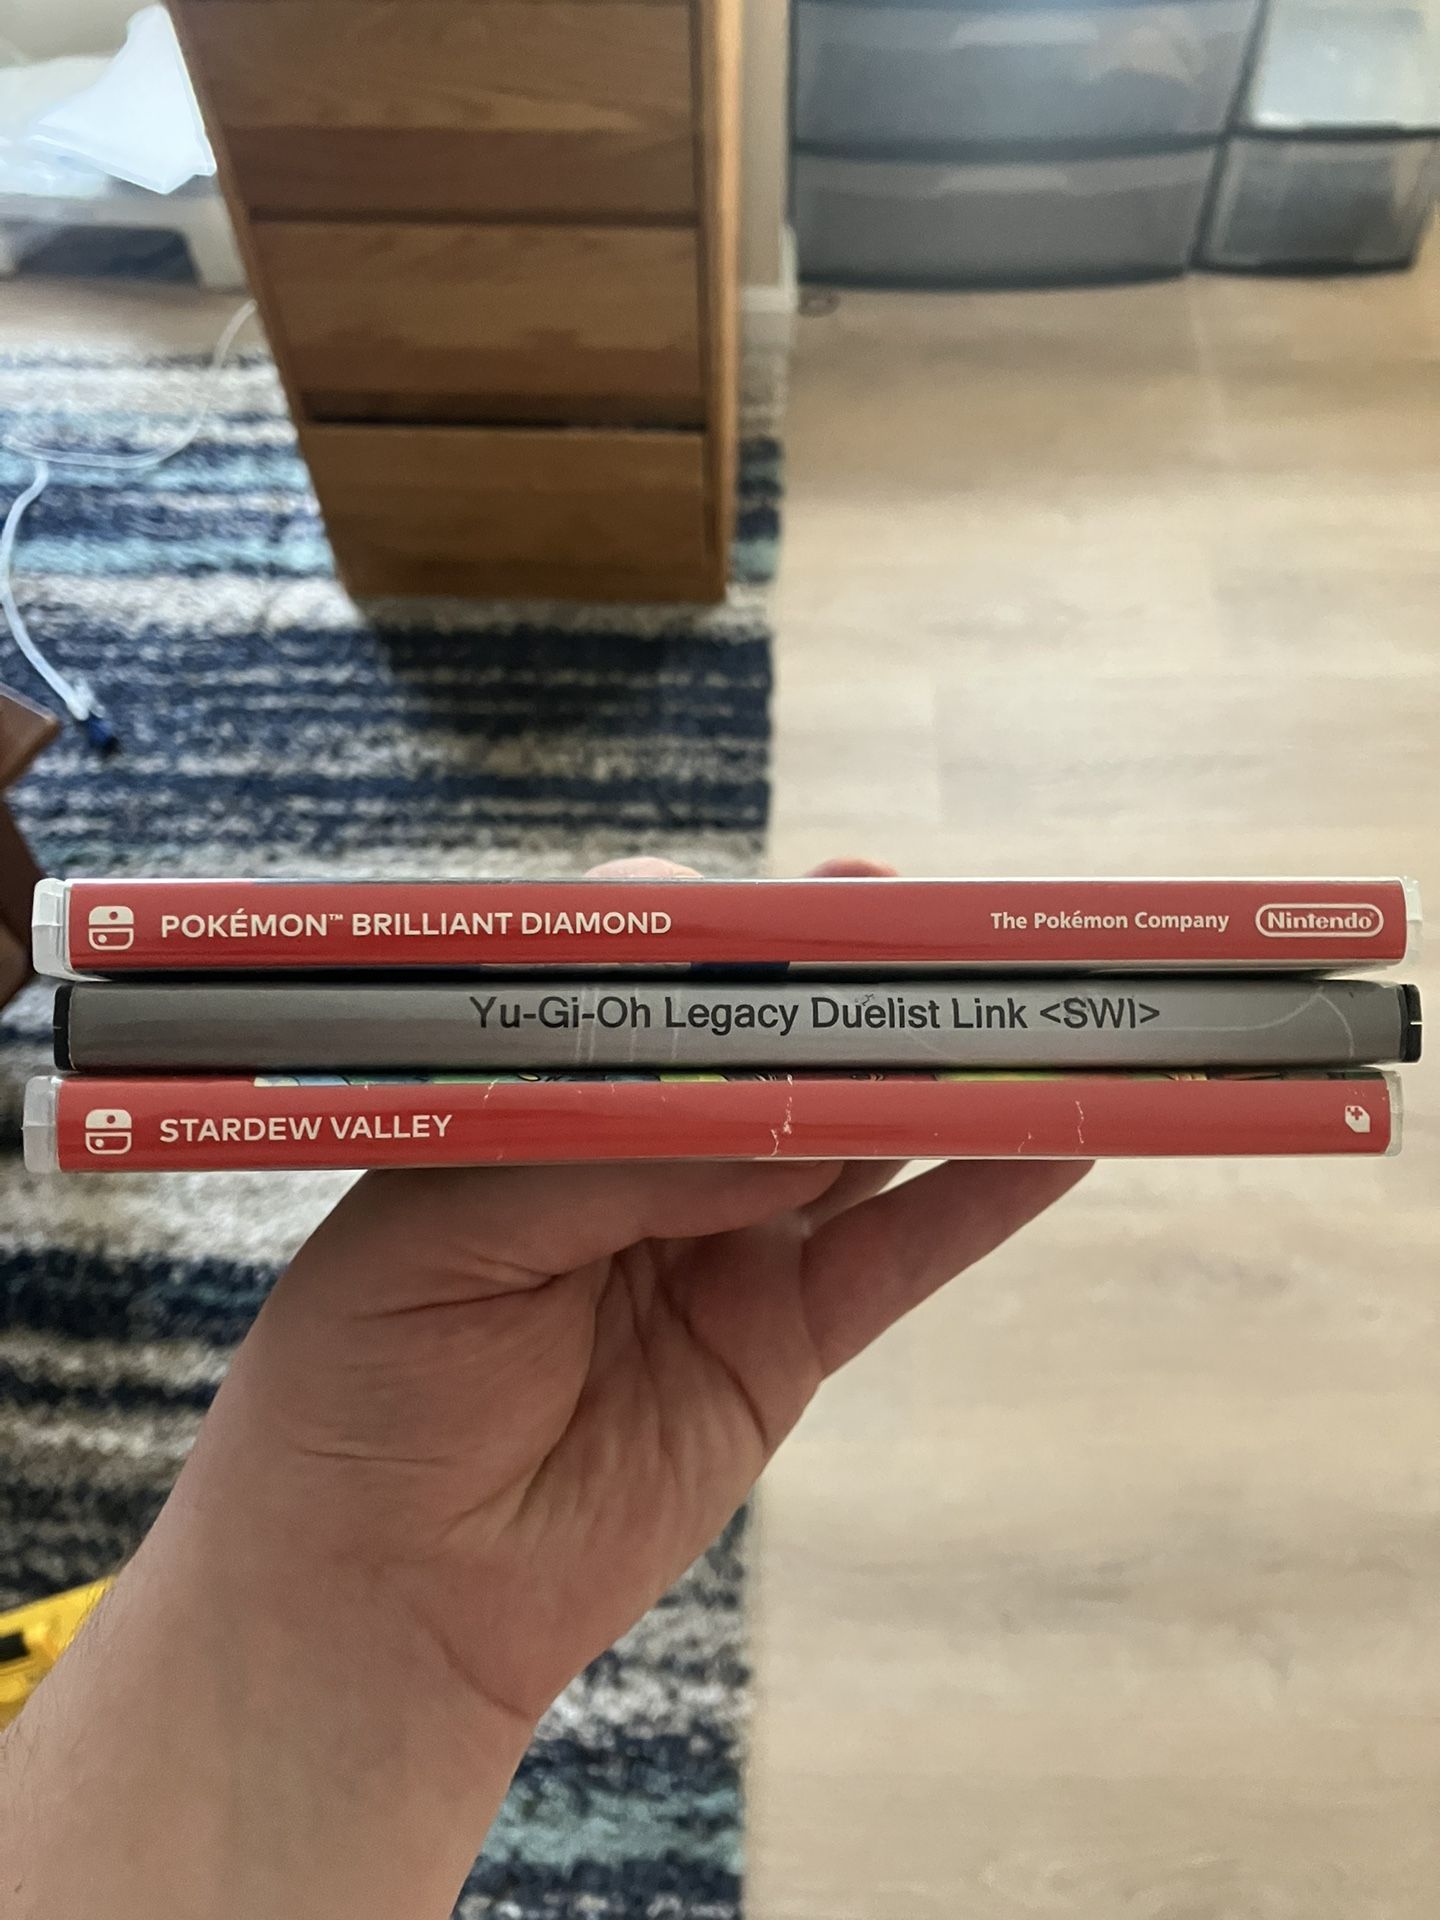 POKÉMON™ BRILLIANT DIAMOND The Pokémon Company Nintendo
Yu-Gi-Oh Legacy Duelist Link <SWI>
STARDEW VALLEY